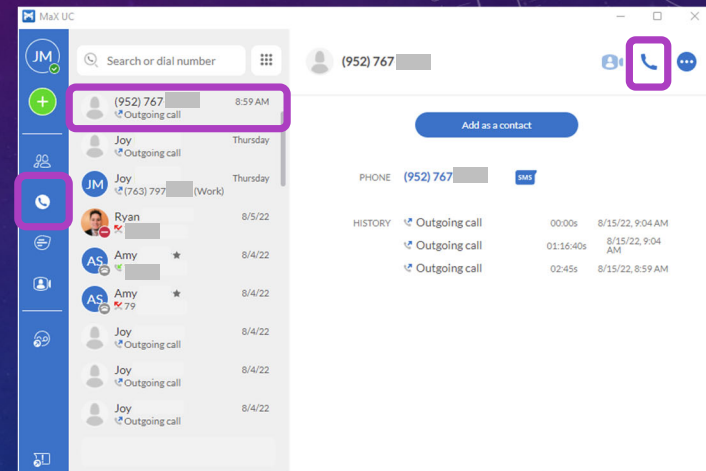 MaX UC
JM
Search or dial number
(952) 767
8:59 AM
Outgoing call
Joy
Thursday
Outgoing call
JM
Joy
Thursday
(763) 797 (Work)
Ryan
8/5/22
AS
Amy
8/4/22
AS
Amy
8/4/22
79
Joy
8/4/22
Outgoing call
Joy
8/4/22
Outgoing call
Joy
8/4/22
Outgoing call
(952) 767
Add as a contact
PHONE (952) 767 SMS
HISTORY Outgoing call 00:00s 8/15/22, 9:04 AM
Outgoing call 01:16:40s 8/15/22, 9:04
AM
Outgoing call 02:45s 8/15/22, 8:59 AM